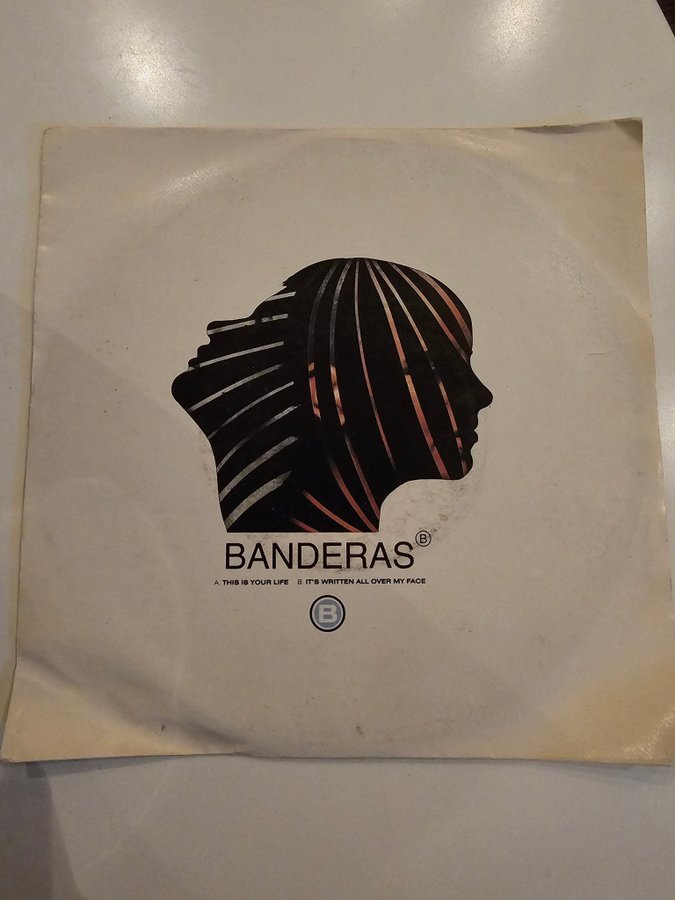 BANDERAS Ⓑ
A. THIS IS YOUR LIFE B. IT'S WRITTEN ALL OVER MY FACE
B